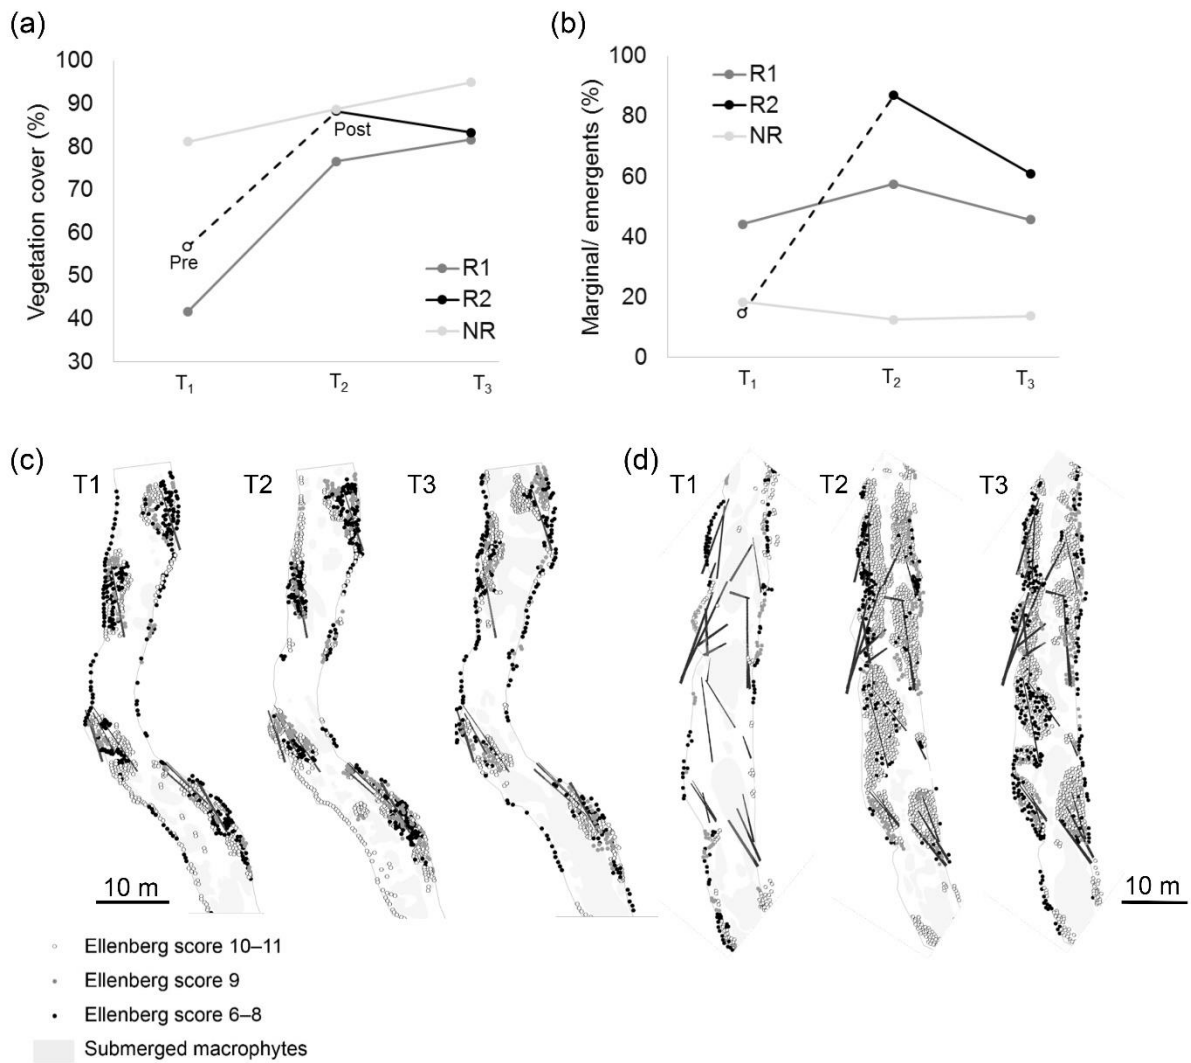 (a)
100
90
80
70
60
50
40
30
Vegetation cover (%)
Pre
Post
R1
R2
NR
T1
T2
T3
(b)
100
80
60
40
20
0
Marginal/ emergents (%)
R1
R2
NR
T1
T2
T3
(c)
T1
T2
T3
10 m
(d)
T1
T2
T3
10 m
Ellenberg score 10–11
Ellenberg score 9
Ellenberg score 6–8
Submerged macrophytes